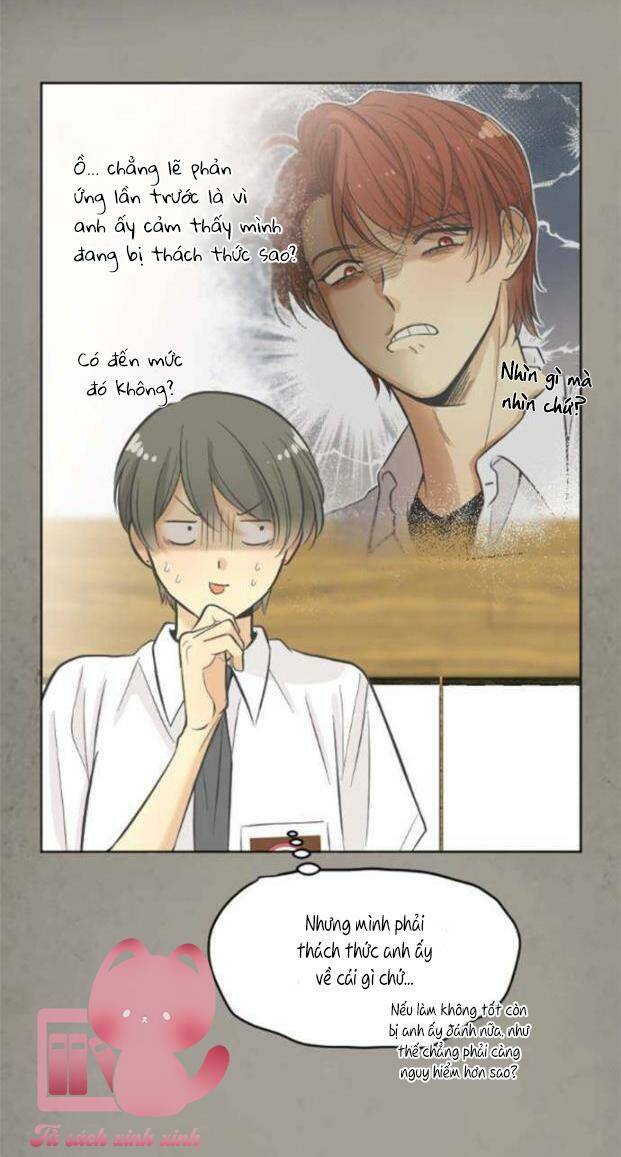 Ồ... chẳng lẽ phản
ứng lần trước là vì
anh ấy cảm thấy mình
đang bị thách thức sao?
Có đến mức
đó không?
Nhìn gì mà
nhìn chứ?
Nhưng mình phải
thách thức anh ấy
về cái gì chứ...
Nếu làm không tốt còn
bị anh ấy đánh nữa, như
thế chẳng phải càng
nguy hiểm hơn sao?
Tủ sách xinh xinh